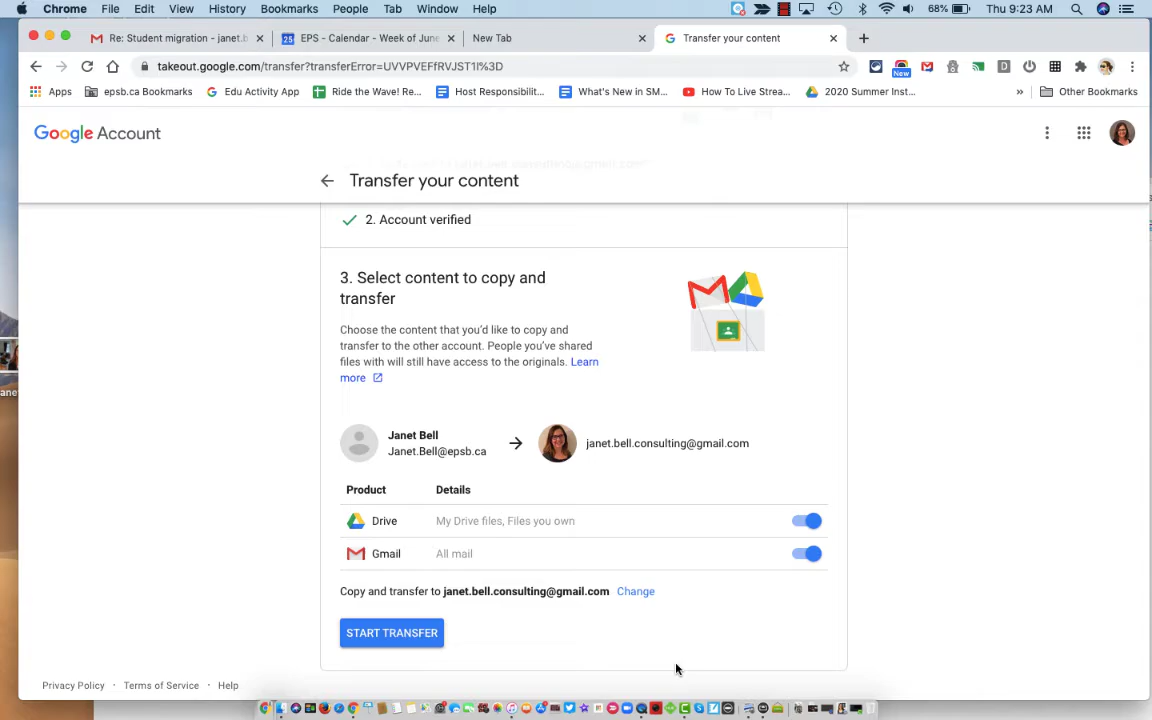 Chrome File Edit View History Bookmarks People Tab Window Help 68% Thu 9:23 AM
Re: Student migration - janet.b
EPS - Calendar - Week of June
New Tab
Transfer your content
takeout.google.com/transfer?transferError=UVVPVEFfRVJST1I%3D
New
Apps epsb.ca Bookmarks Edu Activity App Ride the Wave! Re... Host Responsibilit... What's New in SM... How To Live Strea... 2020 Summer Inst... » Other Bookmarks
Google Account
Transfer your content
2. Account verified
3. Select content to copy and
transfer
Choose the content that you'd like to copy and
transfer to the other account. People you've shared
files with will still have access to the originals. Learn
more
Janet Bell
Janet.Bell@epsb.ca
janet.bell.consulting@gmail.com
Product Details
Drive My Drive files, Files you own
Gmail All mail
Copy and transfer to janet.bell.consulting@gmail.com Change
START TRANSFER
Privacy Policy · Terms of Service · Help